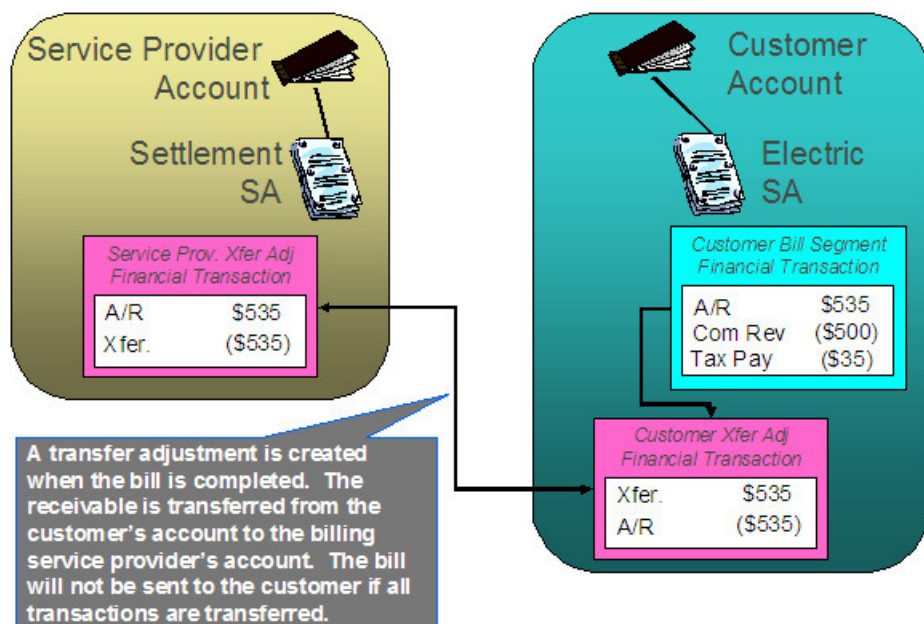 Service Provider
Account
Settlement
SA
Service Prov. Xfer Adj
Financial Transaction
A/R $535
Xfer. ($535)
Customer
Account
Electric
SA
Customer Bill Segment
Financial Transaction
A/R $535
Com Rev ($500)
Tax Pay ($35)
Customer Xfer Adj
Financial Transaction
Xfer. $535
A/R ($535)
A transfer adjustment is created
when the bill is completed. The
receivable is transferred from the
customer's account to the billing
service provider's account. The bill
will not be sent to the customer if all
transactions are transferred.